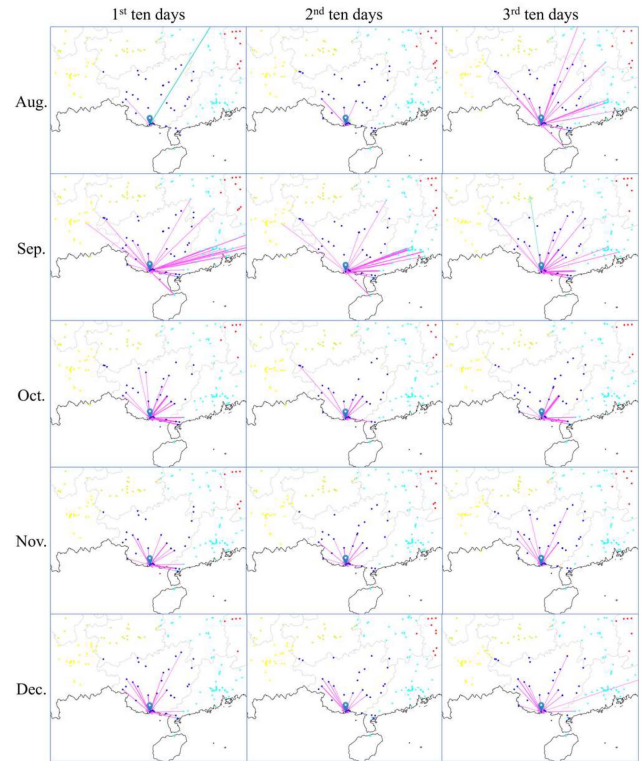 1st ten days 2nd ten days 3rd ten days
Aug.
Sep.
Oct.
Nov.
Dec.